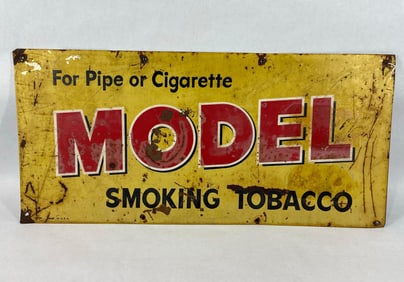 For Pipe or Cigarette
MODEL
SMOKING TOBACCO